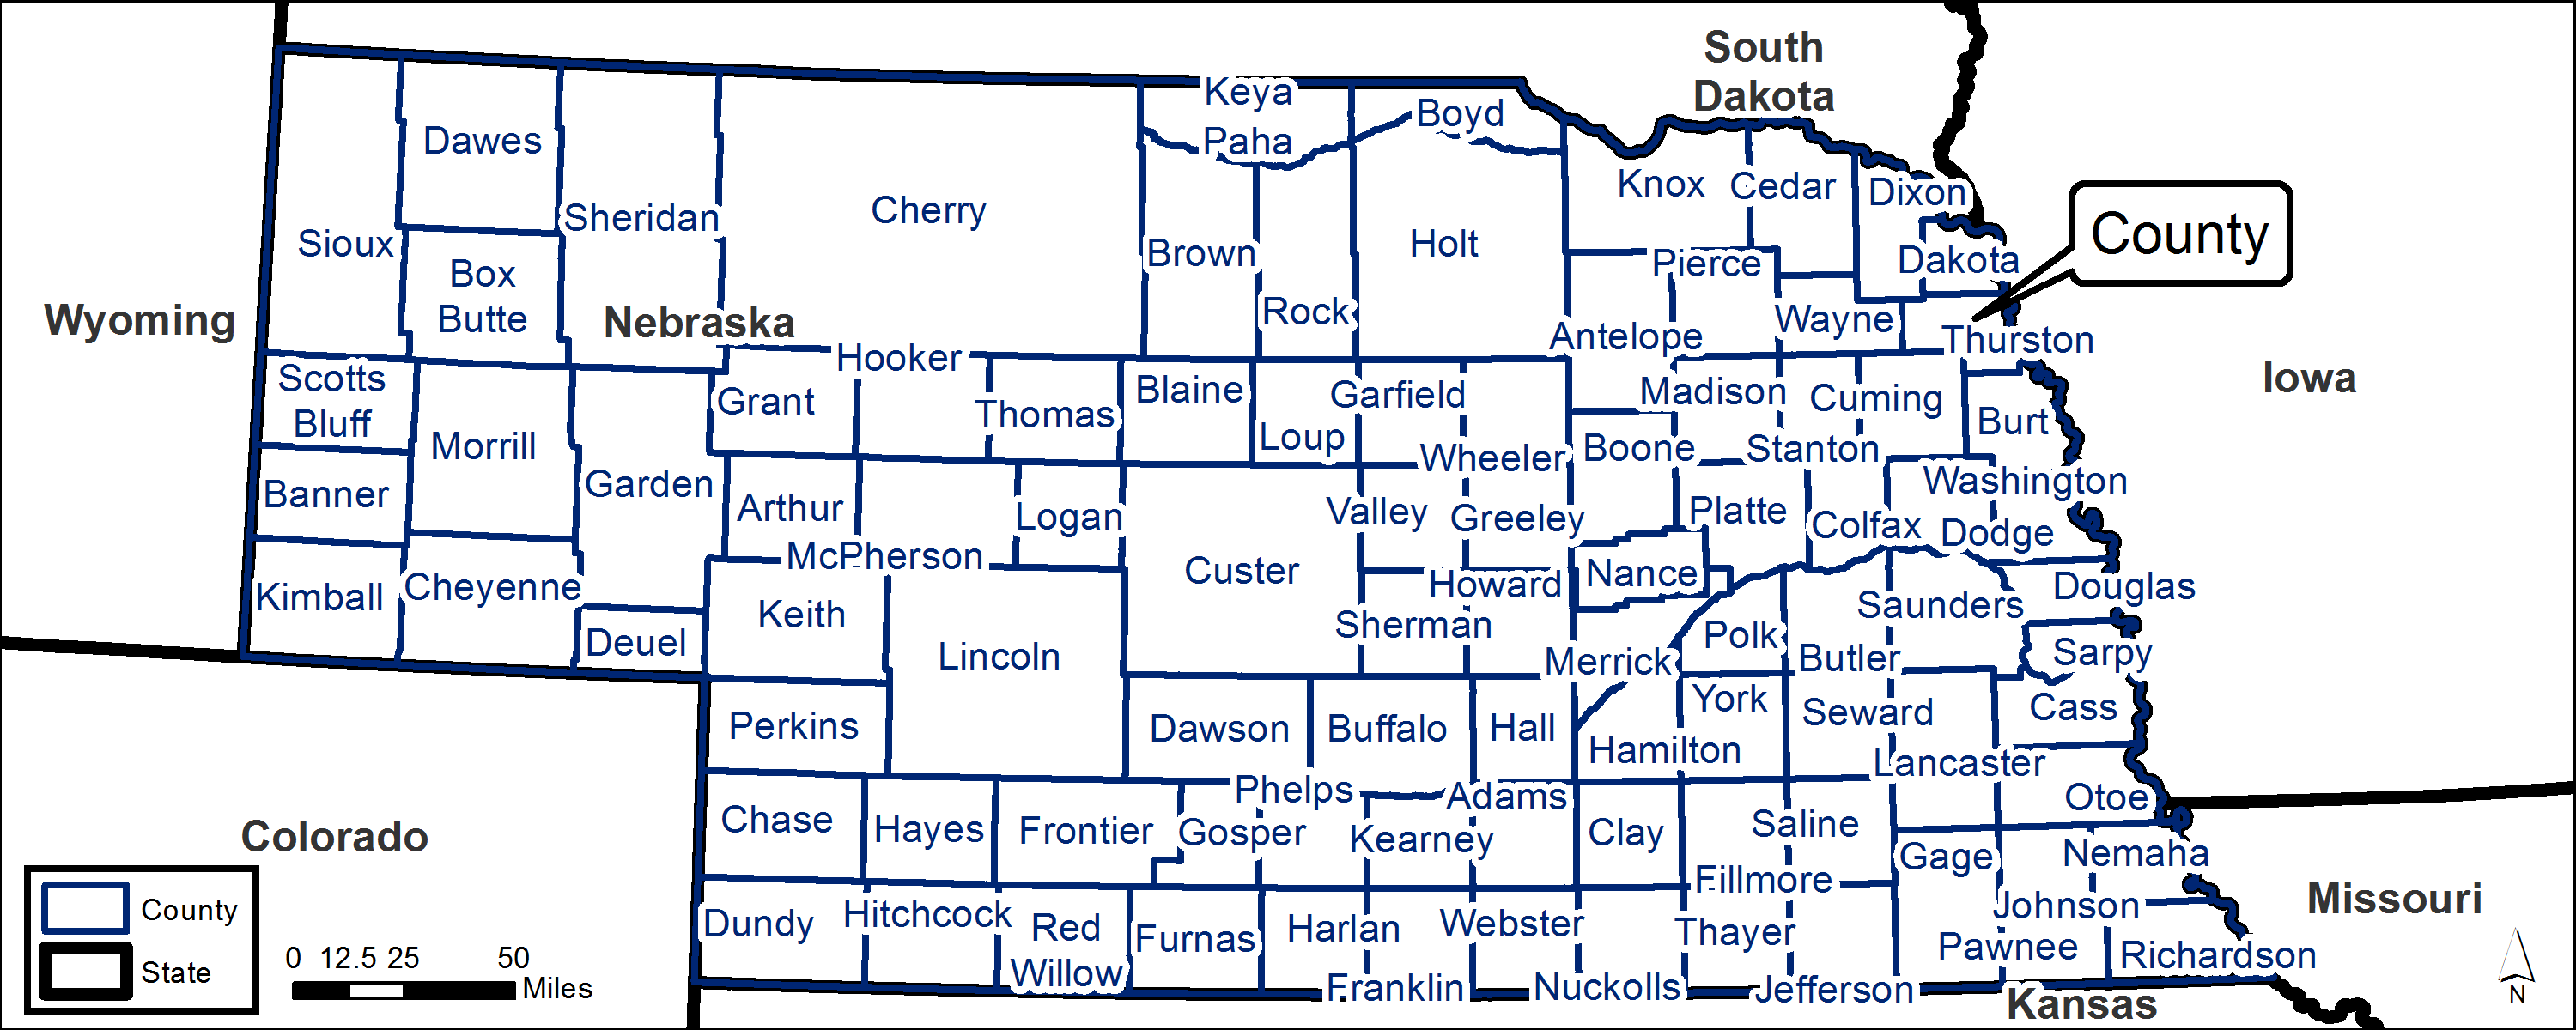 South
Dakota
Keya
Paha
Boyd
Dawes
Knox
Cedar
Dixon
Cherry
Sheridan
Sioux
County
Holt
Brown
Dakota
Pierce
Box
Butte
Rock
Wyoming
Nebraska
Wayne
Antelope
Thurston
Hooker
Iowa
Scotts
Bluff
Grant
Thomas
Blaine
Garfield
Madison
Cuming
Burt
Loup
Morrill
Boone
Stanton
Wheeler
Garden
Washington
Banner
Arthur
Logan
Valley
Greeley
Platte
Colfax
Dodge
McPherson
Custer
Nance
Howard
Douglas
Kimball
Cheyenne
Keith
Saunders
Sherman
Polk
Deuel
Lincoln
Merrick
Butler
Sarpy
York
Seward
Cass
Perkins
Dawson
Buffalo
Hall
Hamilton
Lancaster
Phelps
Adams
Otoe
Chase
Hayes
Frontier
Gosper
Kearney
Clay
Saline
Colorado
Gage
Nemaha
Fillmore
Missouri
Johnson
County
Dundy
Hitchcock
Red
Willow
Furnas
Harlan
Webster
Thayer
Pawnee
Richardson
State
0 12.5 25 50
Miles
Franklin
Nuckolls
Jefferson
Kansas
N